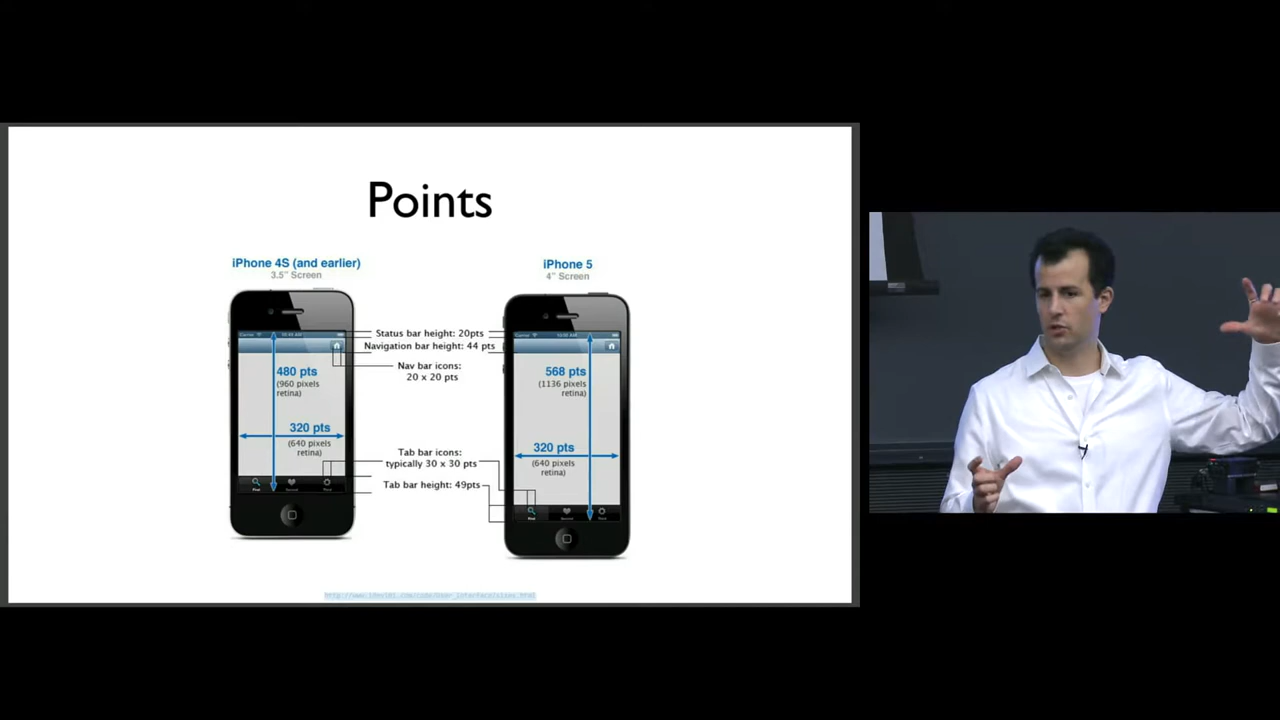 Points
iPhone 4S (and earlier)
3.5" Screen
iPhone 5
4" Screen
Status bar height: 20pts
Navigation bar height: 44 pts
Nav bar icons:
20 x 20 pts
480 pts
(960 pixels
retina)
320 pts
(640 pixels
retina)
568 pts
(1136 pixels
retina)
320 pts
(640 pixels
retina)
Tab bar icons:
typically 30 x 30 pts
Tab bar height: 49pts